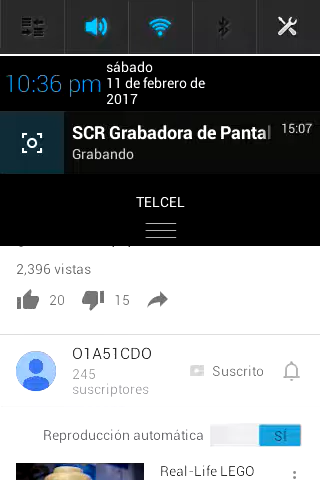 10:36 pm
sábado
11 de febrero de
2017
SCR Grabadora de Pantal
15:07
Grabando
TELCEL
2,396 vistas
20
15
O1A51CDO
245
suscriptores
Suscrito
Reproducción automática
SÍ
Real-Life LEGO